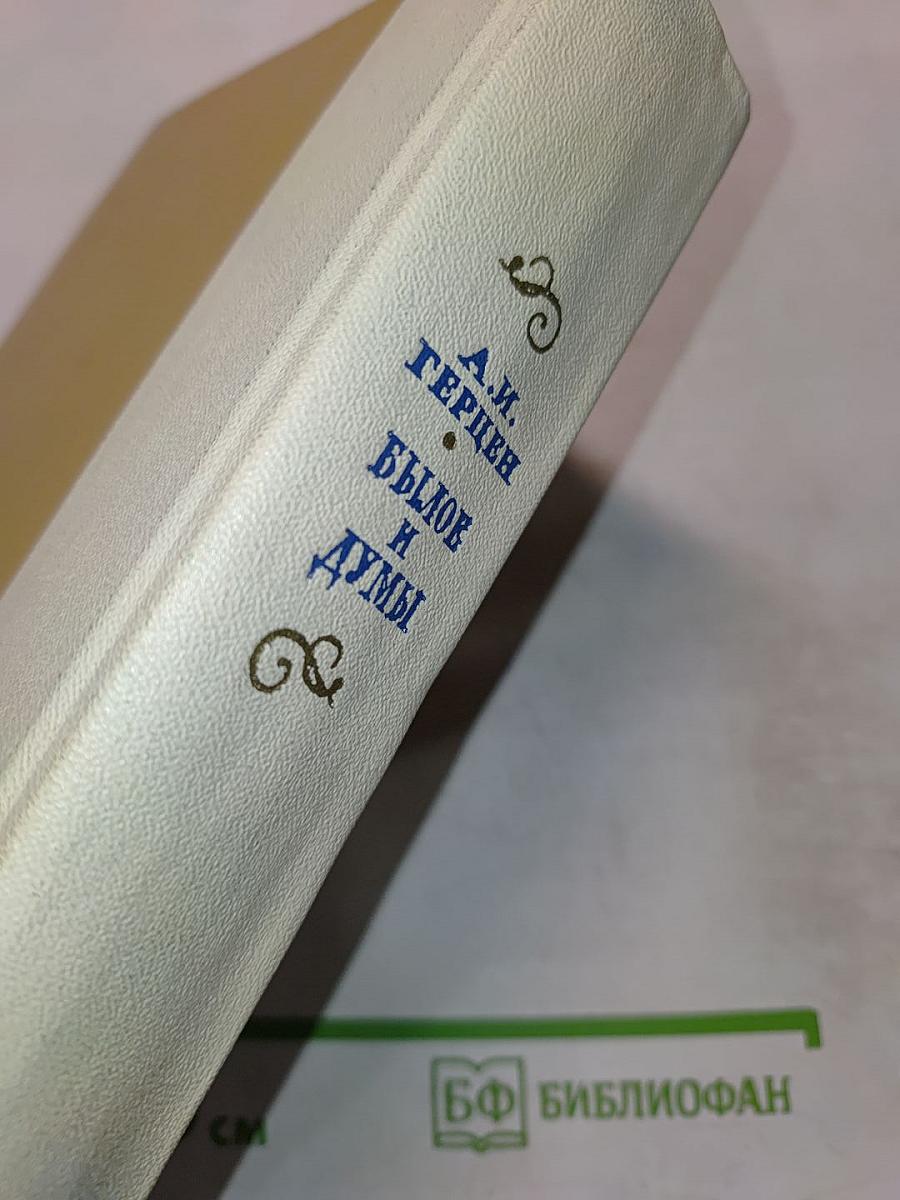 А.И.
ГЕРЦЕН
БЫЛОЕ
И
ДУМЫ
см
БФ БИБЛИОФАН